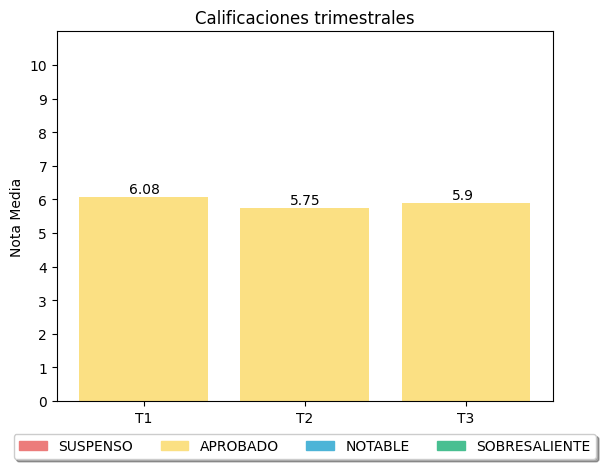 Calificaciones trimestrales
Nota Media
10
9
8
7
6
5
4
3
2
1
0
6.08
5.75
5.9
T1
T2
T3
SUSPENSO
APROBADO
NOTABLE
SOBRESALIENTE